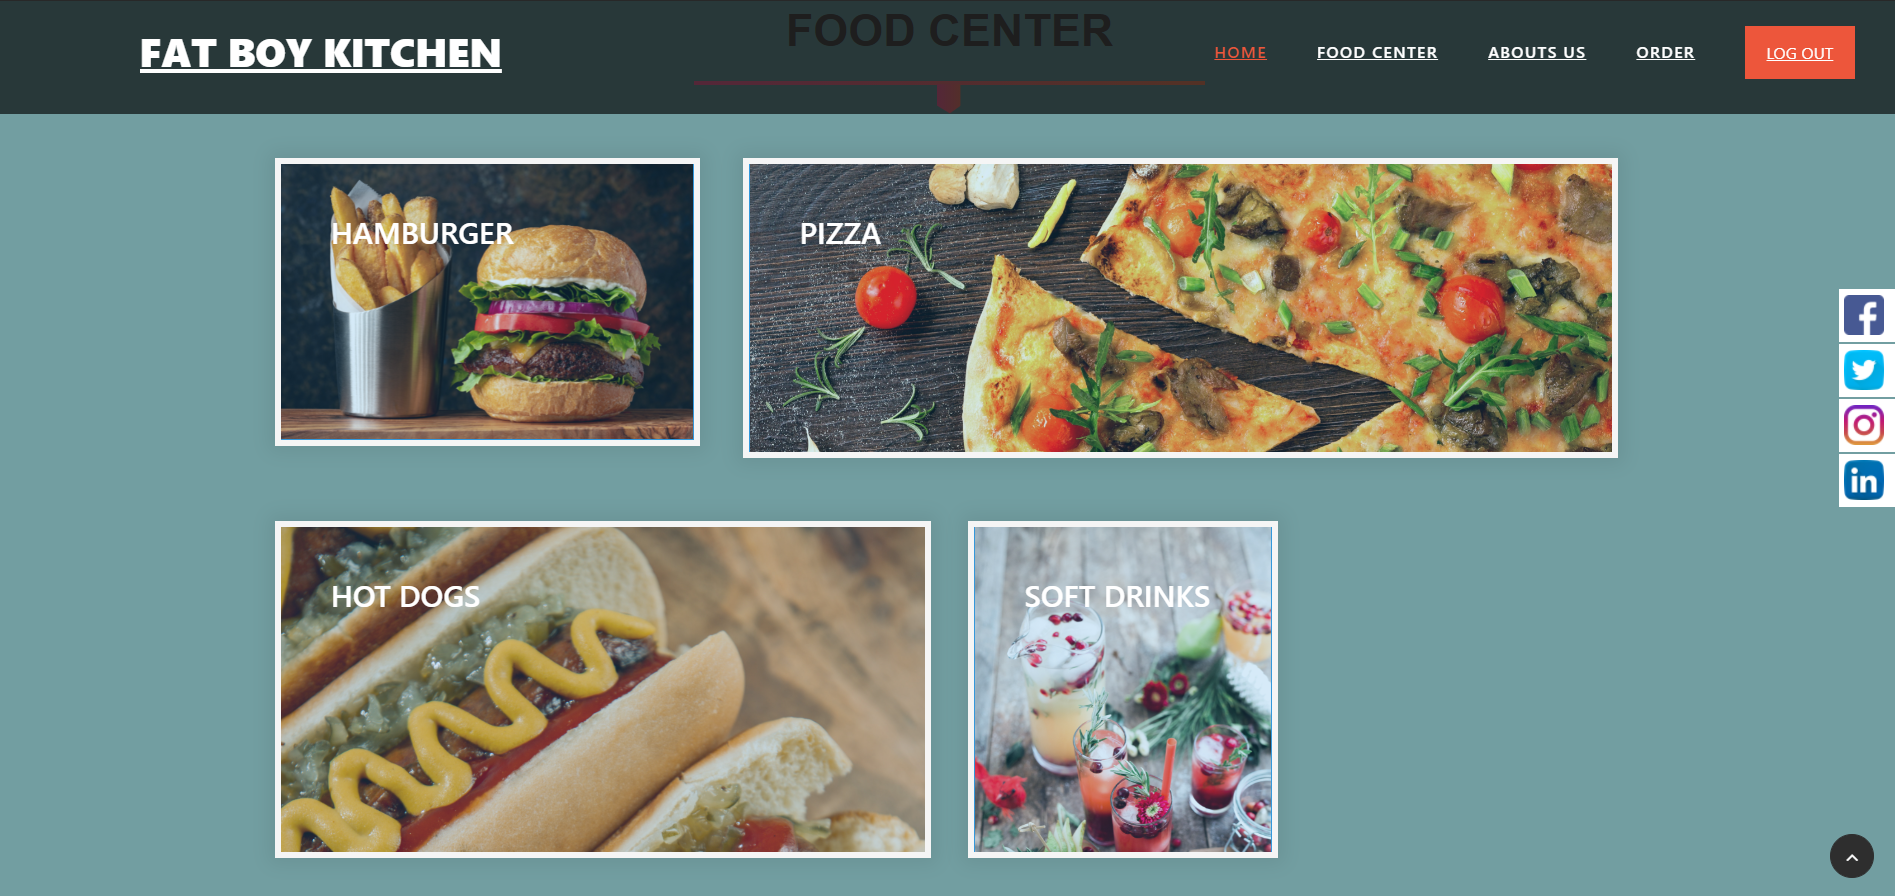 FOOD CENTER
FAT BOY KITCHEN
HOME
FOOD CENTER
ABOUTS US
ORDER
LOG OUT
HAMBURGER
PIZZA
HOT DOGS
SOFT DRINKS